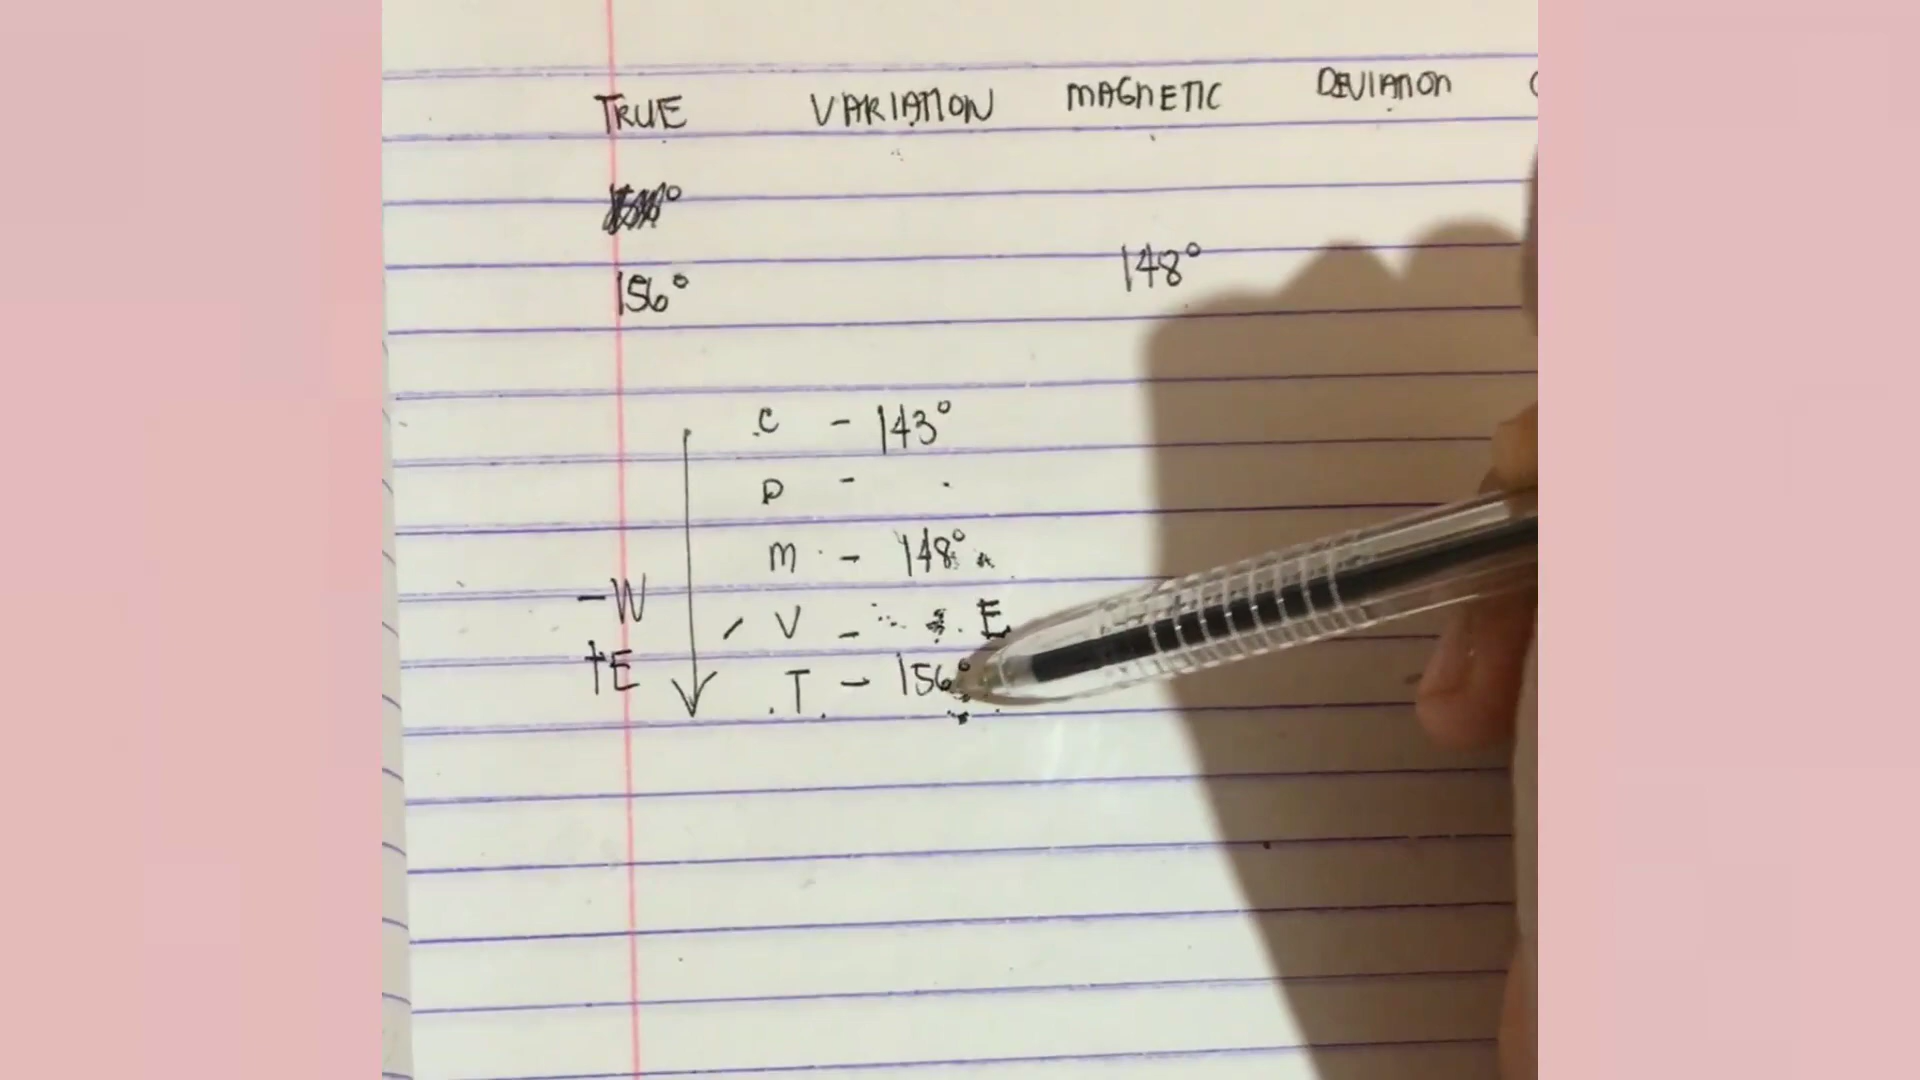 TRUE VARIATION MAGNETIC DEVIATION
156° 148°
C - 143°
D -
M - 148°
-W V - E
+E T - 156°